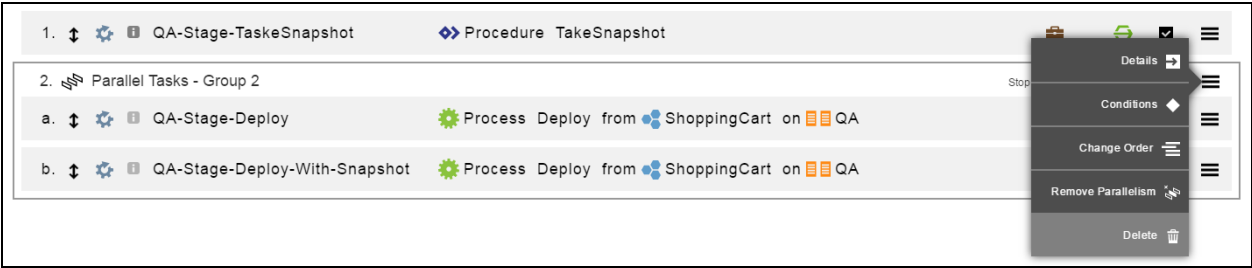 1. QA-Stage-TaskeSnapshot Procedure TakeSnapshot
Details
2. Parallel Tasks - Group 2 Stop
Conditions
a. QA-Stage-Deploy Process Deploy from ShoppingCart on QA
Change Order
b. QA-Stage-Deploy-With-Snapshot Process Deploy from ShoppingCart on QA
Remove Parallelism
Delete